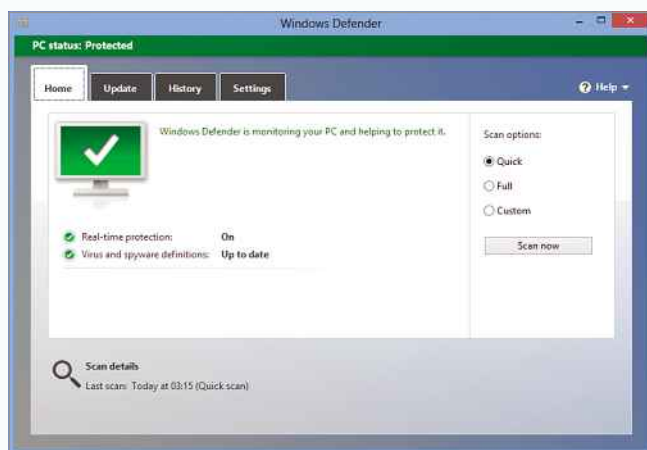 Windows Defender
PC status: Protected
Home Update History Settings Help
Windows Defender is monitoring your PC and helping to protect it.
Real-time protection: On
Virus and spyware definitions: Up to date
Scan options:
Quick
Full
Custom
Scan now
Scan details
Last scan: Today at 03:15 (Quick scan)